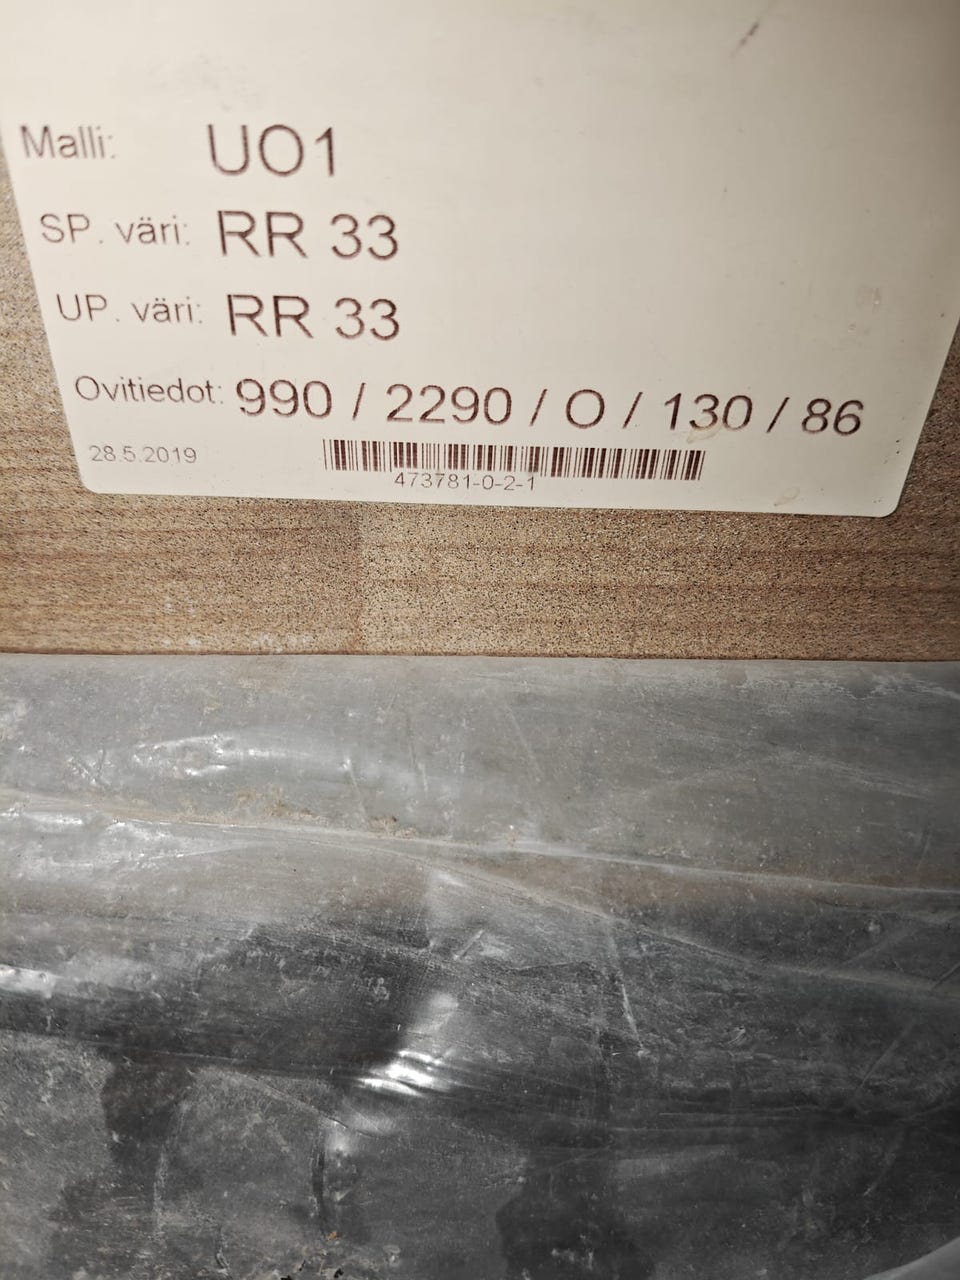 Malli: UO1
SP. väri: RR 33
UP. väri: RR 33
Ovitiedot: 990 / 2290 / O / 130 / 86
28.5.2019
473781-0-2-1